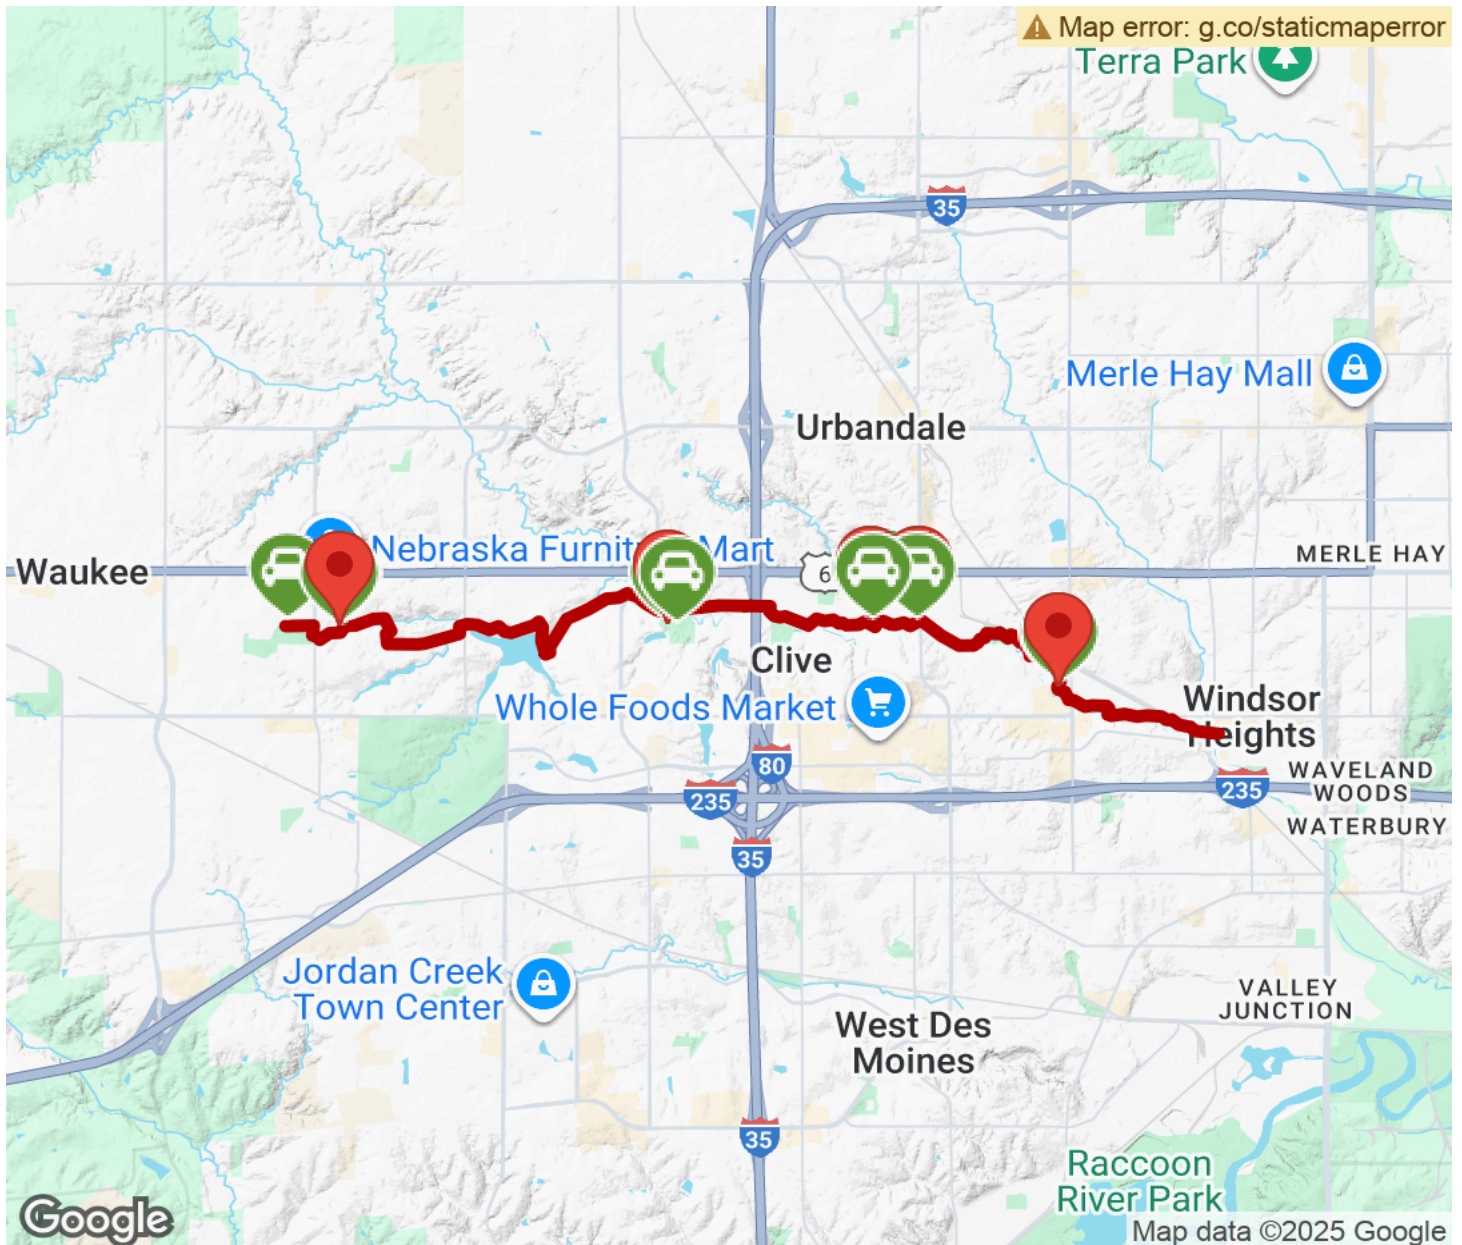 Map error: g.co/staticmaperror
Terra Park
35
Merle Hay Mall
Urbandale
Nebraska Furnit
Mart
6
MERLE HAY
Waukee
Clive
Whole Foods Market
Windsor
Heights
80
235
235
WAVELAND
WOODS
WATERBURY
35
Jordan Creek
Town Center
VALLEY
JUNCTION
West Des
Moines
35
Raccoon
River Park
Google
Map data ©2025 Google